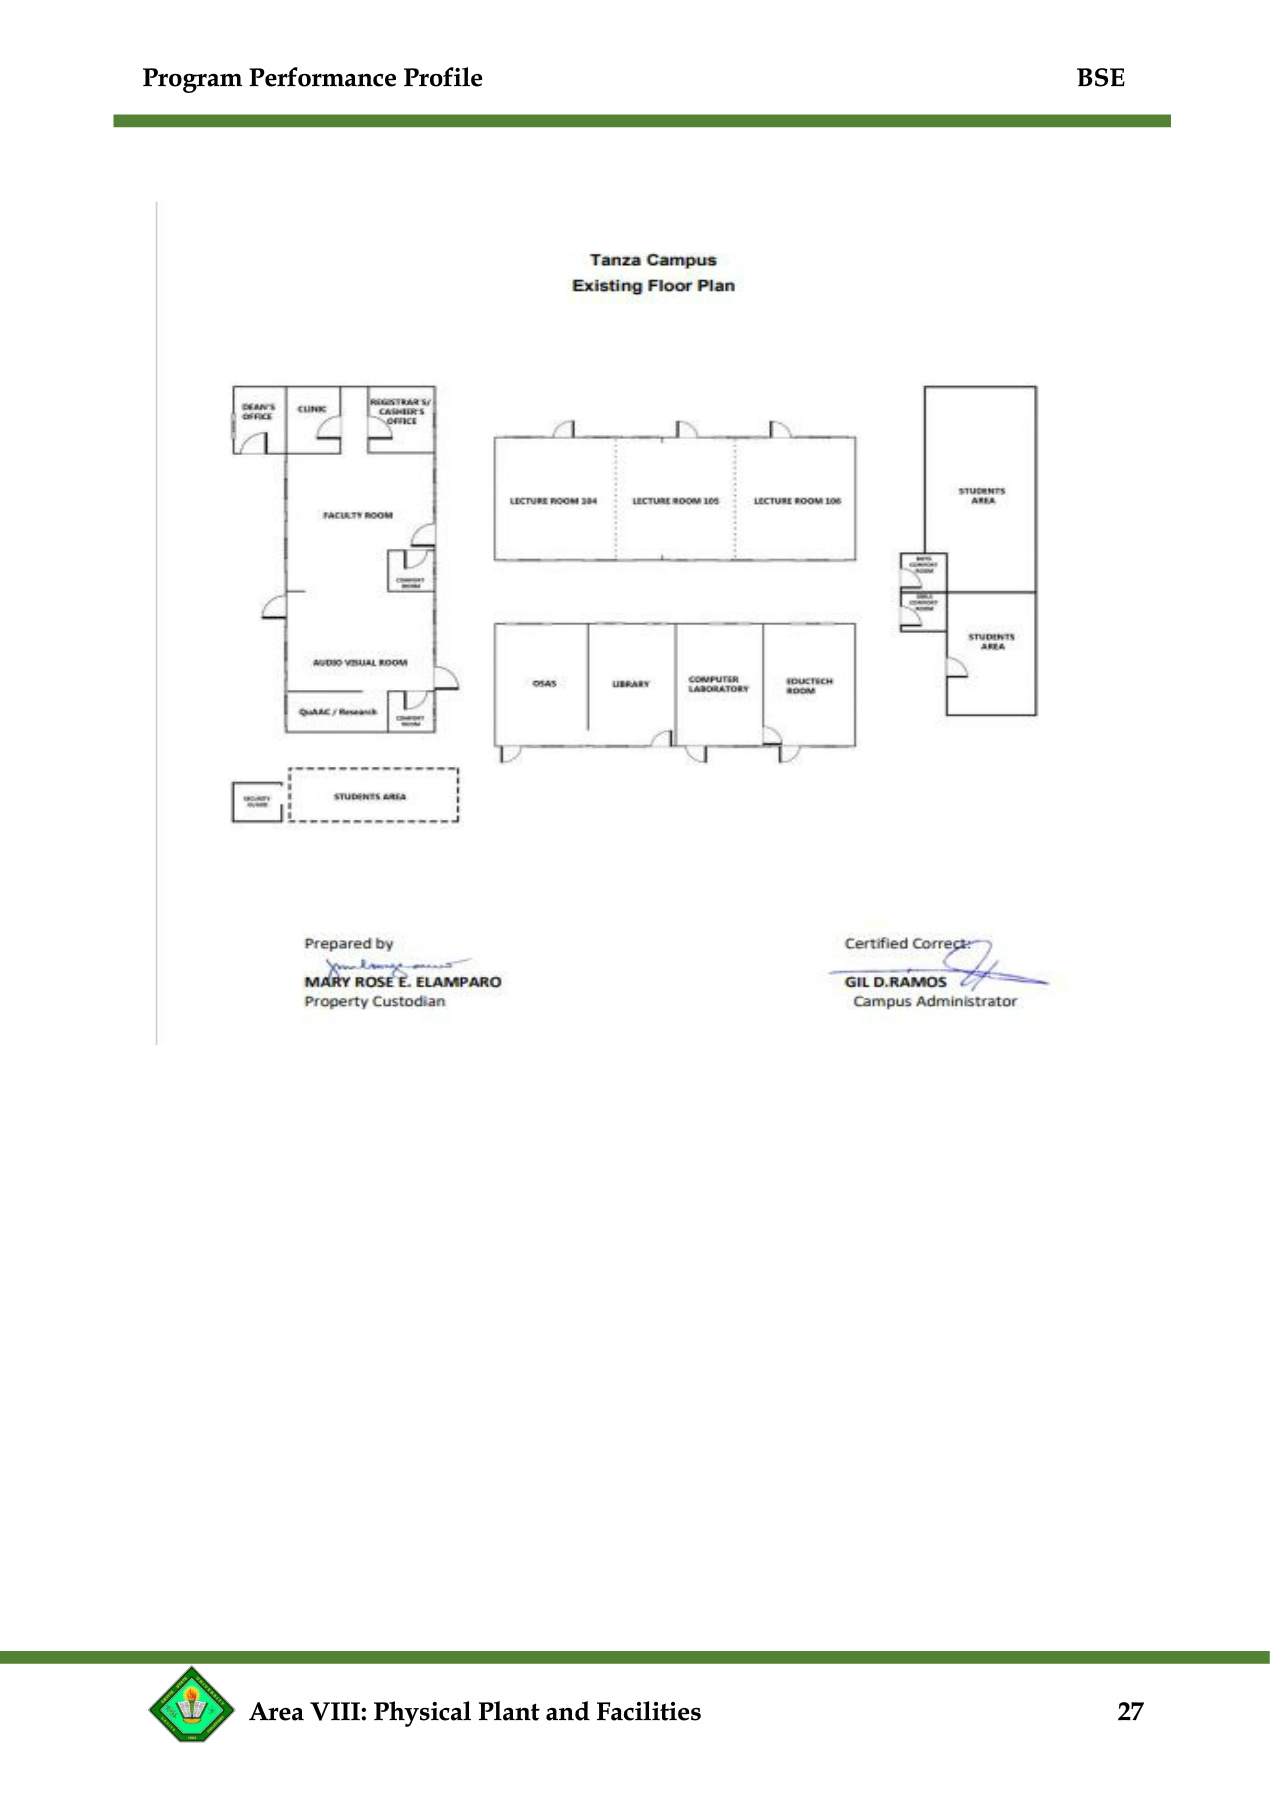 Program Performance Profile BSE
Tanza Campus
Existing Floor Plan
DEAN'S
OFFICE
CLINIC
REGISTRAR'S/
CASHIER'S
OFFICE
FACULTY ROOM
COMFORT
ROOM
AUDIO VISUAL ROOM
QuAAC / Research
COMFORT
ROOM
SECURITY
GUARD
STUDENTS AREA
LECTURE ROOM 104
LECTURE ROOM 105
LECTURE ROOM 106
OSAS
LIBRARY
COMPUTER
LABORATORY
EDUCTECH
ROOM
STUDENTS
AREA
BOYS
COMFORT
ROOM
GIRLS
COMFORT
ROOM
STUDENTS
AREA
Prepared by
MARY ROSE E. ELAMPARO
Property Custodian
Certified Correct:
GIL D.RAMOS
Campus Administrator
Area VIII: Physical Plant and Facilities 27